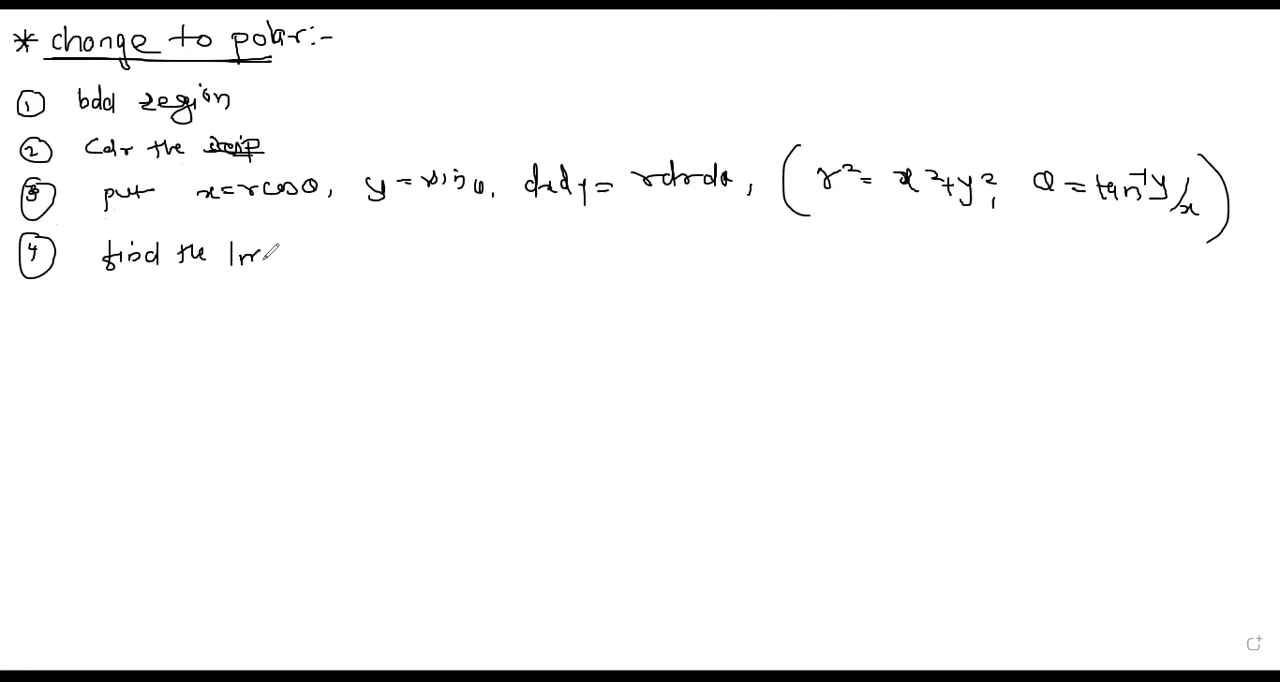 * change to polar:-
① bdd region
② the strip
③ put x=rcosθ, y=rsinθ, dxdy= rdrdθ, (r²= x²+y², θ=tan⁻¹y/x)
④ find the